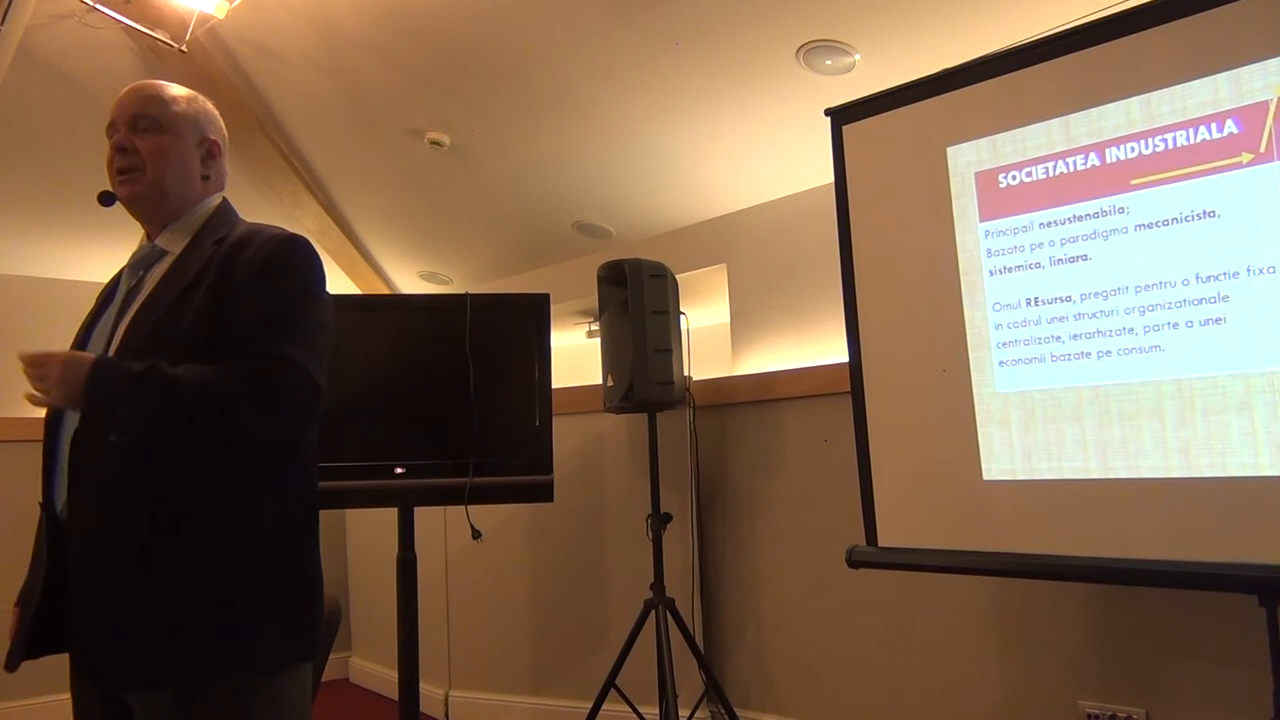 SOCIETATEA INDUSTRIALA
Principail nesustenabila;
Bazata pe o paradigma mecanicista,
sistemica, liniara.
Omul REsursa, pregatit pentru o functie fixa
in cadrul unei structuri organizationale
centralizate, ierarhizate, parte a unei
economii bazate pe consum.